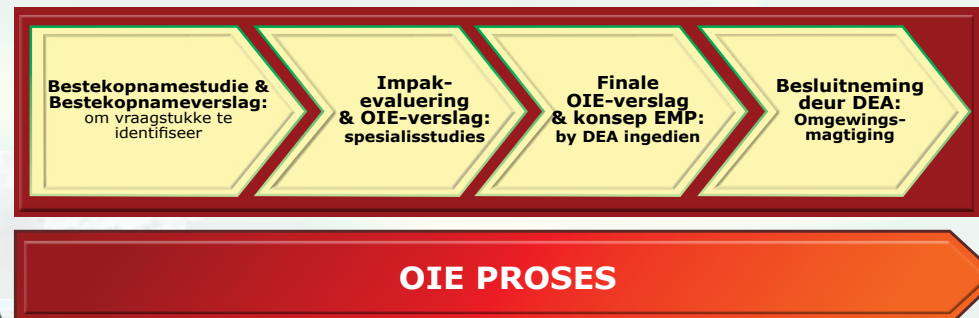 Bestekopnamestudie &
Bestekopnameverslag:
om vraagstukke te
identifiseer
Impak-
evaluering
& OIE-verslag:
spesialisstudies
Finale
OIE-verslag
& konsep EMP:
by DEA ingedien
Besluitneming
deur DEA:
Omgewings-
magtiging
OIE PROSES